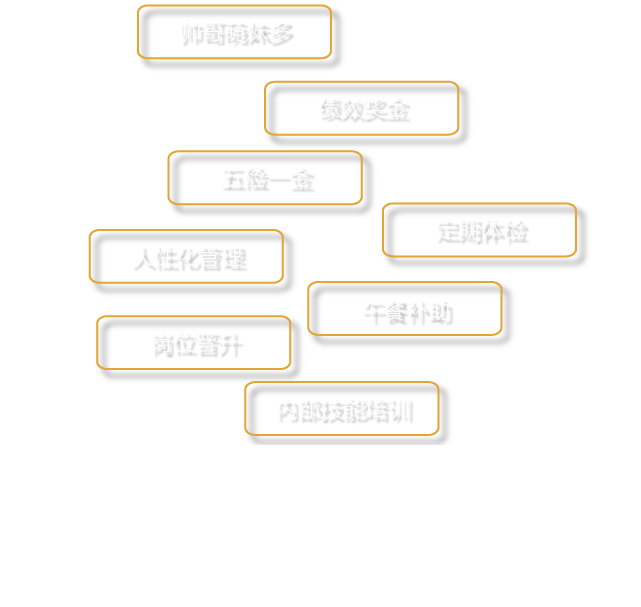 帅哥萌妹多
绩效奖金
五险一金
定期体检
人性化管理
午餐补助
岗位晋升
内部技能培训